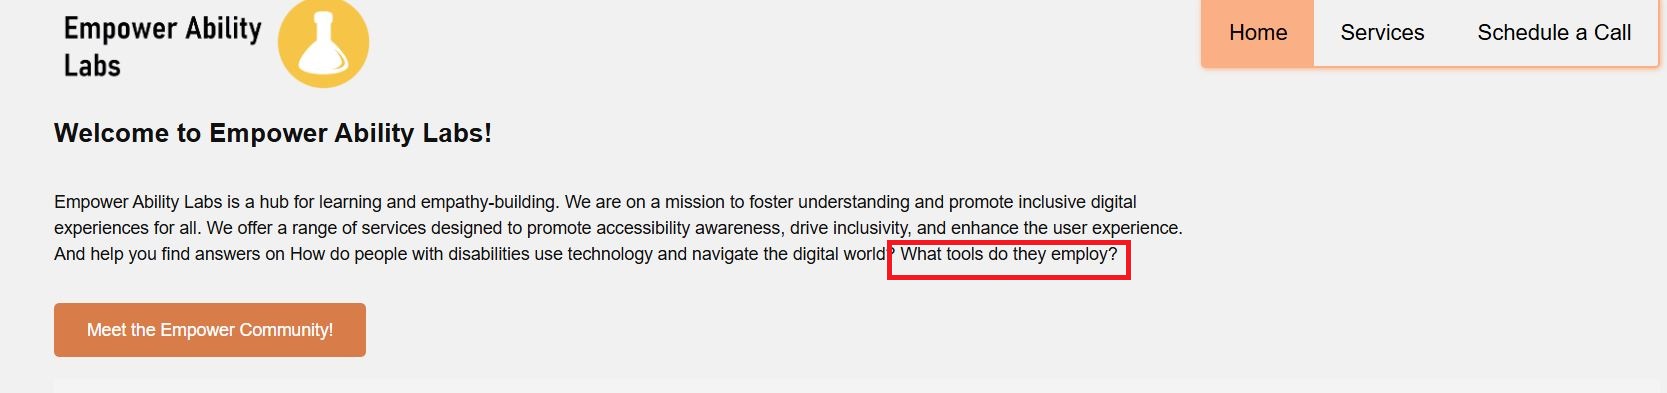 Empower Ability
Labs
Home
Services
Schedule a Call
Welcome to Empower Ability Labs!
Empower Ability Labs is a hub for learning and empathy-building. We are on a mission to foster understanding and promote inclusive digital
experiences for all. We offer a range of services designed to promote accessibility awareness, drive inclusivity, and enhance the user experience.
And help you find answers on How do people with disabilities use technology and navigate the digital world? What tools do they employ?
Meet the Empower Community!